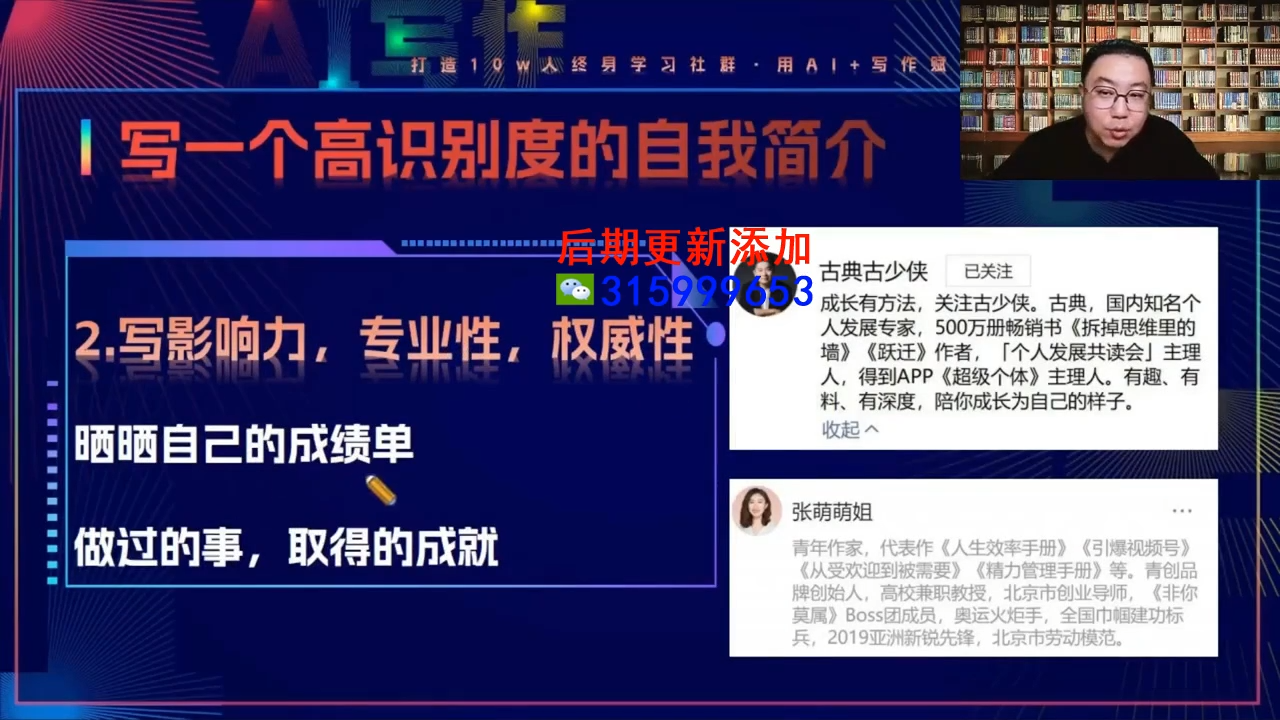 AI写作
打造10w人终身学习社群·用AI+写作赋
写一个高识别度的自我简介
后期更新添加
315999653
2.写影响力，专业性，权威性
晒晒自己的成绩单
做过的事，取得的成就
古典古少侠 已关注
成长有方法，关注古少侠。古典，国内知名个
人发展专家，500万册畅销书《拆掉思维里的
墙》《跃迁》作者，「个人发展共读会」主理
人，得到APP《超级个体》主理人。有趣、有
料、有深度，陪你成长为自己的样子。
收起
张萌萌姐
青年作家，代表作《人生效率手册》《引爆视频号》
《从受欢迎到被需要》《精力管理手册》等。青创品
牌创始人，高校兼职教授，北京市创业导师，《非你
莫属》Boss团成员，奥运火炬手，全国巾帼建功标
兵，2019亚洲新锐先锋，北京市劳动模范。